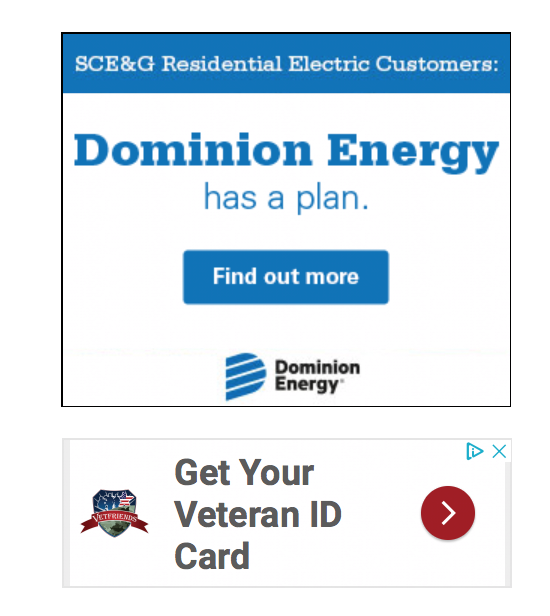 SCE&G Residential Electric Customers:
Dominion Energy
has a plan.
Find out more
Dominion
Energy®
Get Your
Veteran ID
Card
VETFRIENDS